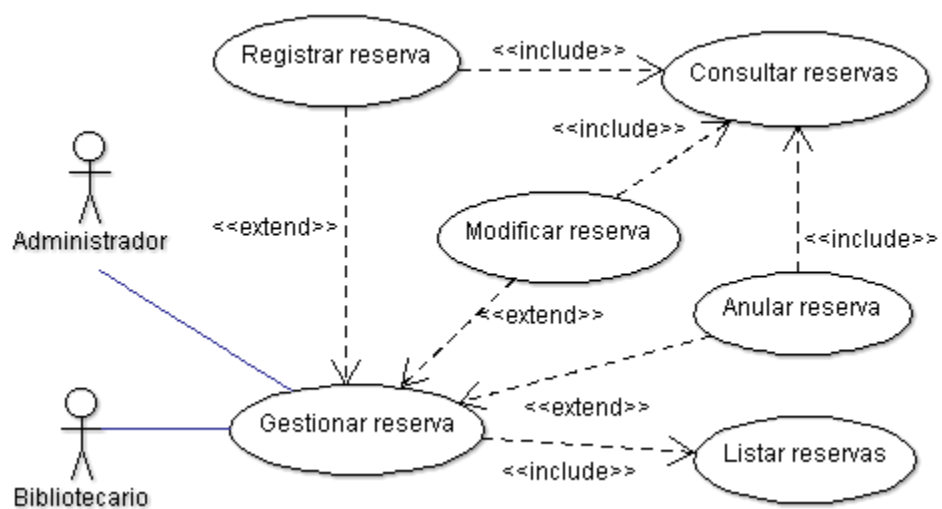 Registrar reserva
<<include>>
Consultar reservas
<<include>>
Administrador
<<extend>>
Modificar reserva
<<include>>
Anular reserva
<<extend>>
Gestionar reserva
<<extend>>
Listar reservas
<<include>>
Bibliotecario